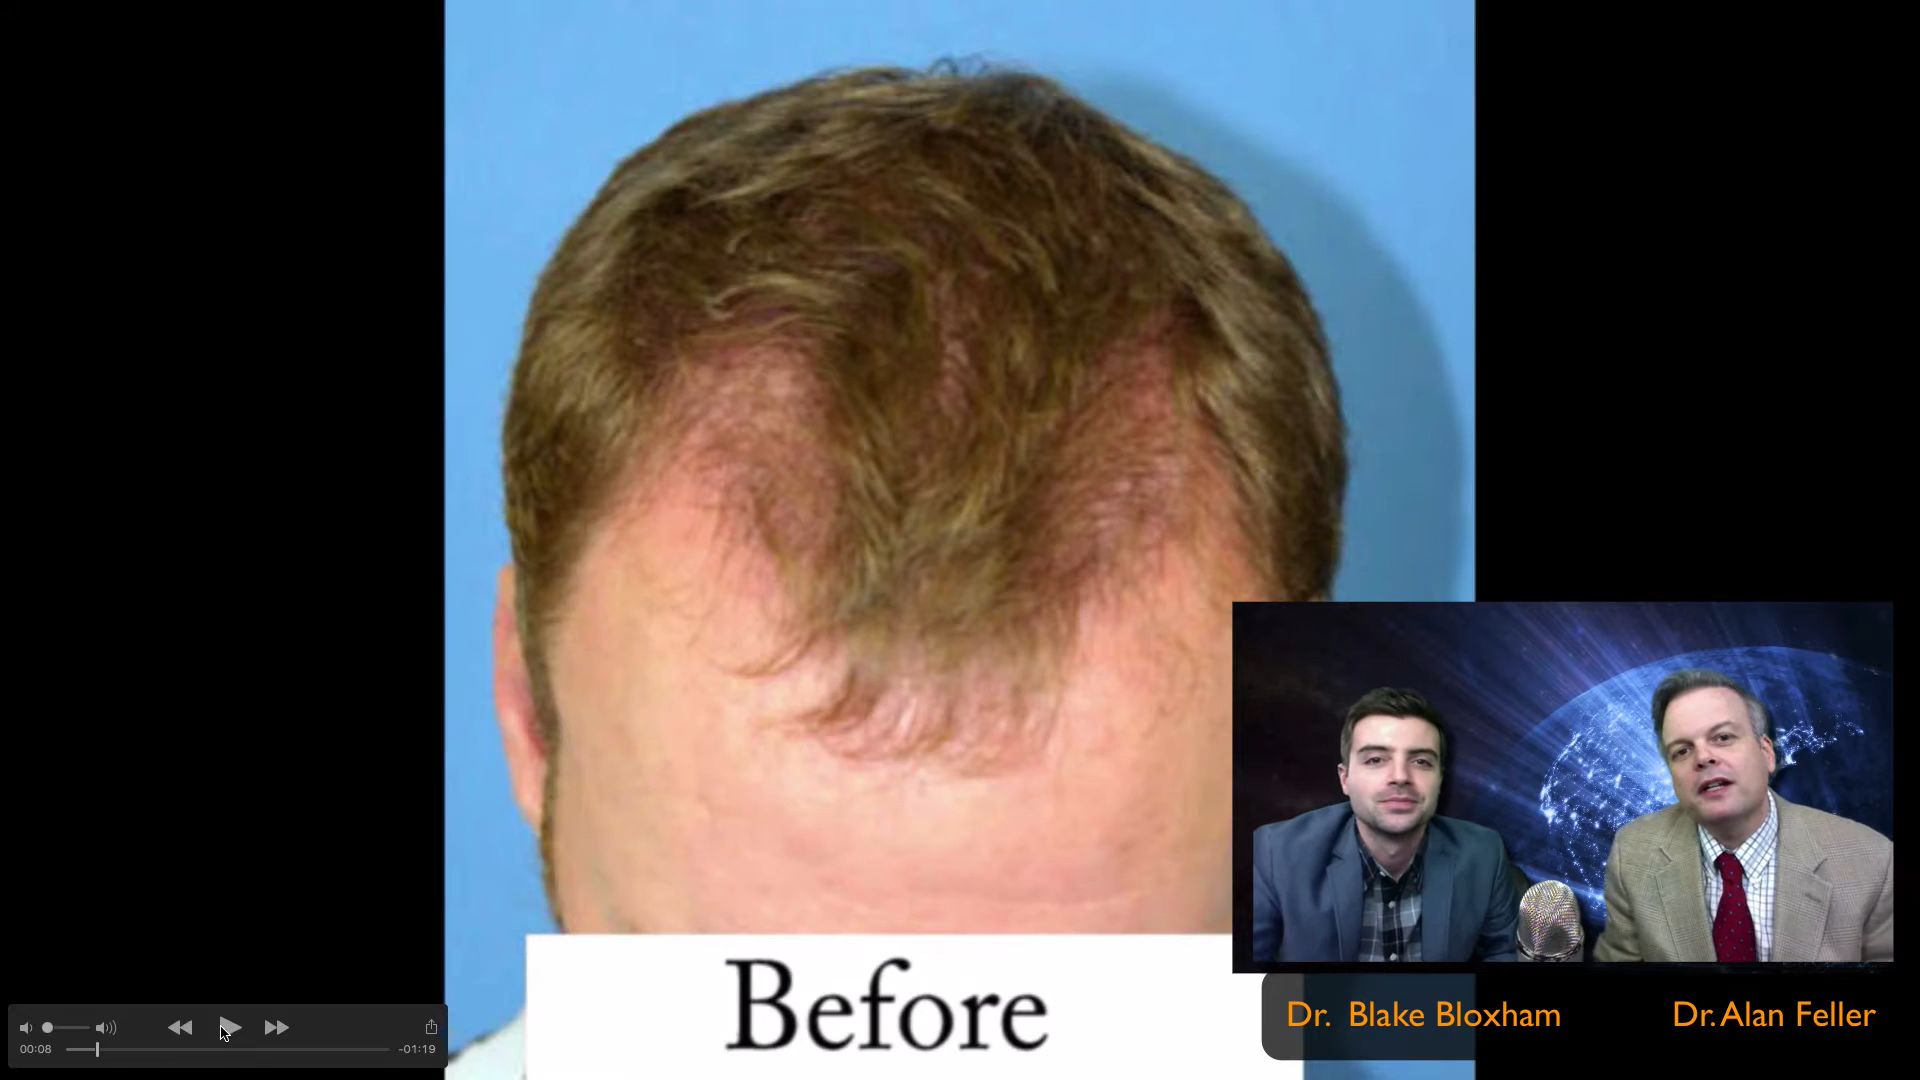 Before
Dr. Blake Bloxham
Dr. Alan Feller
00:08
-01:19